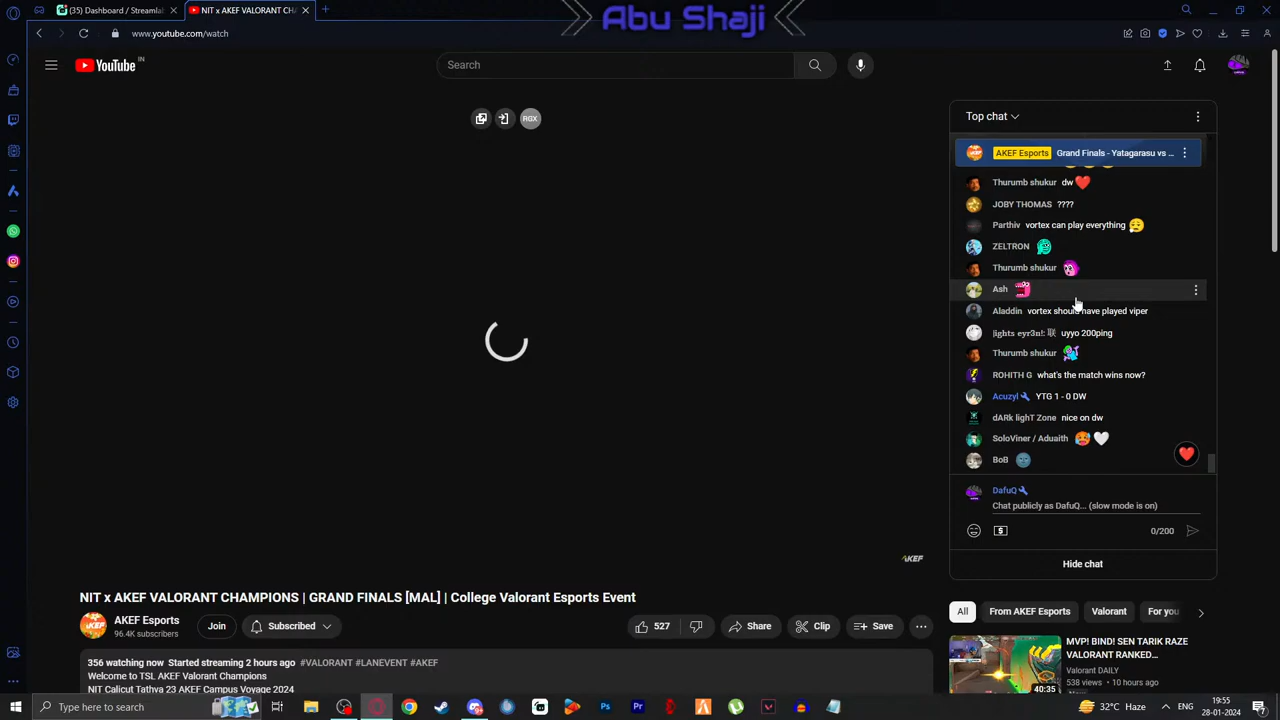 Abu Shaji
(35) Dashboard / Streamlab
NIT x AKEF VALORANT CHAM
www.youtube.com/watch
YouTube IN
Search
RGX
Top chat
AKEF Esports Grand Finals - Yatagarasu vs ...
Thurumb shukur dw
JOBY THOMAS ????
Parthiv vortex can play everything
ZELTRON
Thurumb shukur
Ash
Aladdin vortex should have played viper
lights eyr3n!: 联 uyyo 200ping
Thurumb shukur
ROHITH G what's the match wins now?
Acuzyl YTG 1 - 0 DW
dARk lighT Zone nice on dw
SoloViner / Aduaith
BoB
DafuQ
Chat publicly as DafuQ... (slow mode is on)
0/200
Hide chat
AKEF
NIT x AKEF VALORANT CHAMPIONS | GRAND FINALS [MAL] | College Valorant Esports Event
AKEF Esports
96.4K subscribers
Join
Subscribed
527
Share
Clip
Save
356 watching now Started streaming 2 hours ago #VALORANT #LANEVENT #AKEF
Welcome to TSL AKEF Valorant Champions
NIT Calicut Tathva 23 AKEF Campus Voyage 2024
All
From AKEF Esports
Valorant
For you
MVP! BIND! SEN TARIK RAZE
VALORANT RANKED...
Valorant DAILY
538 views • 10 hours ago
New
40:35
Type here to search
32°C Haze
ENG
19:55
28-01-2024